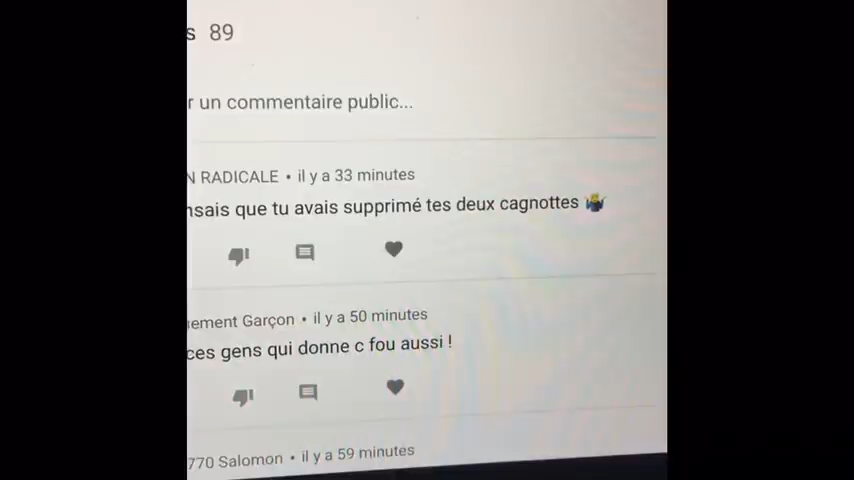 s 89
r un commentaire public...
N RADICALE • il y a 33 minutes
nsais que tu avais supprimé tes deux cagnottes 🤷
ement Garçon • il y a 50 minutes
ces gens qui donne c fou aussi !
770 Salomon • il y a 59 minutes